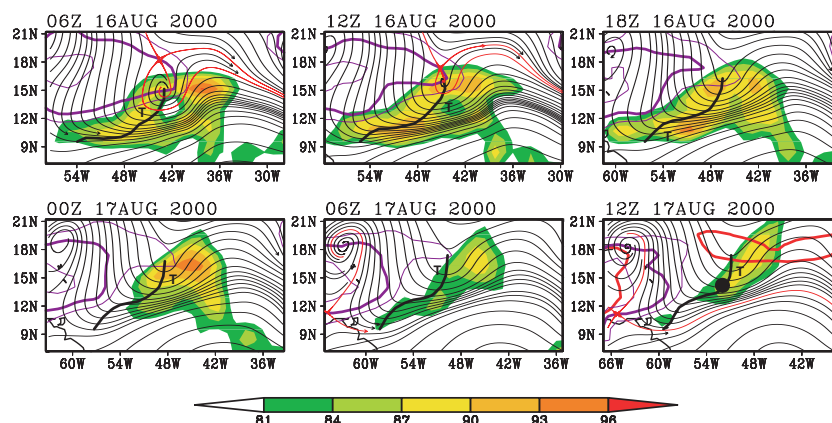 06Z 16AUG 2000 12Z 16AUG 2000 18Z 16AUG 2000
21N 21N 21N
18N 18N 18N
15N 15N 15N
T T
12N 12N 12N
T
9N 9N 9N
54W 48W 42W 36W 30W 54W 48W 42W 36W 30W 60W 54W 48W 42W 36W
00Z 17AUG 2000 06Z 17AUG 2000 12Z 17AUG 2000
21N 21N 21N
18N 18N 18N
T T T
15N 15N 15N
12N 12N 12N
9N 9N 9N
60W 54W 48W 42W 36W 60W 54W 48W 42W 36W 66W 60W 54W 48W 42W
81 84 87 90 93 96